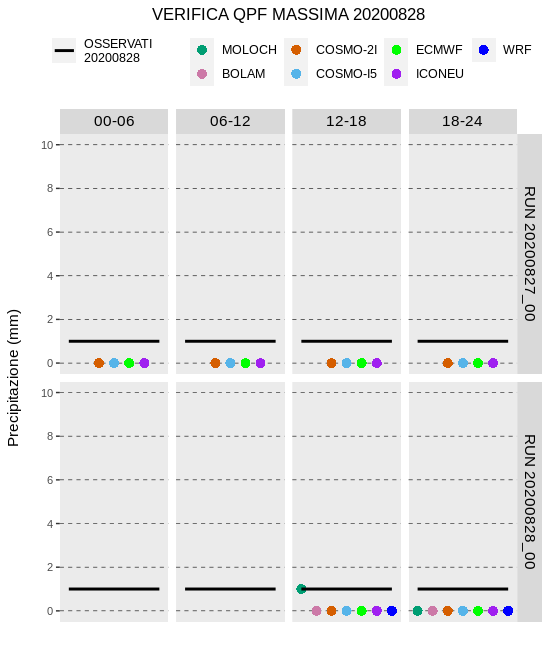 VERIFICA QPF MASSIMA 20200828
OSSERVATI
20200828
MOLOCH
COSMO-2I
ECMWF
WRF
BOLAM
COSMO-I5
ICONEU
00-06
06-12
12-18
18-24
10
8
6
4
2
0
RUN 20200827_00
Precipitazione (mm)
10
8
6
4
2
0
RUN 20200828_00